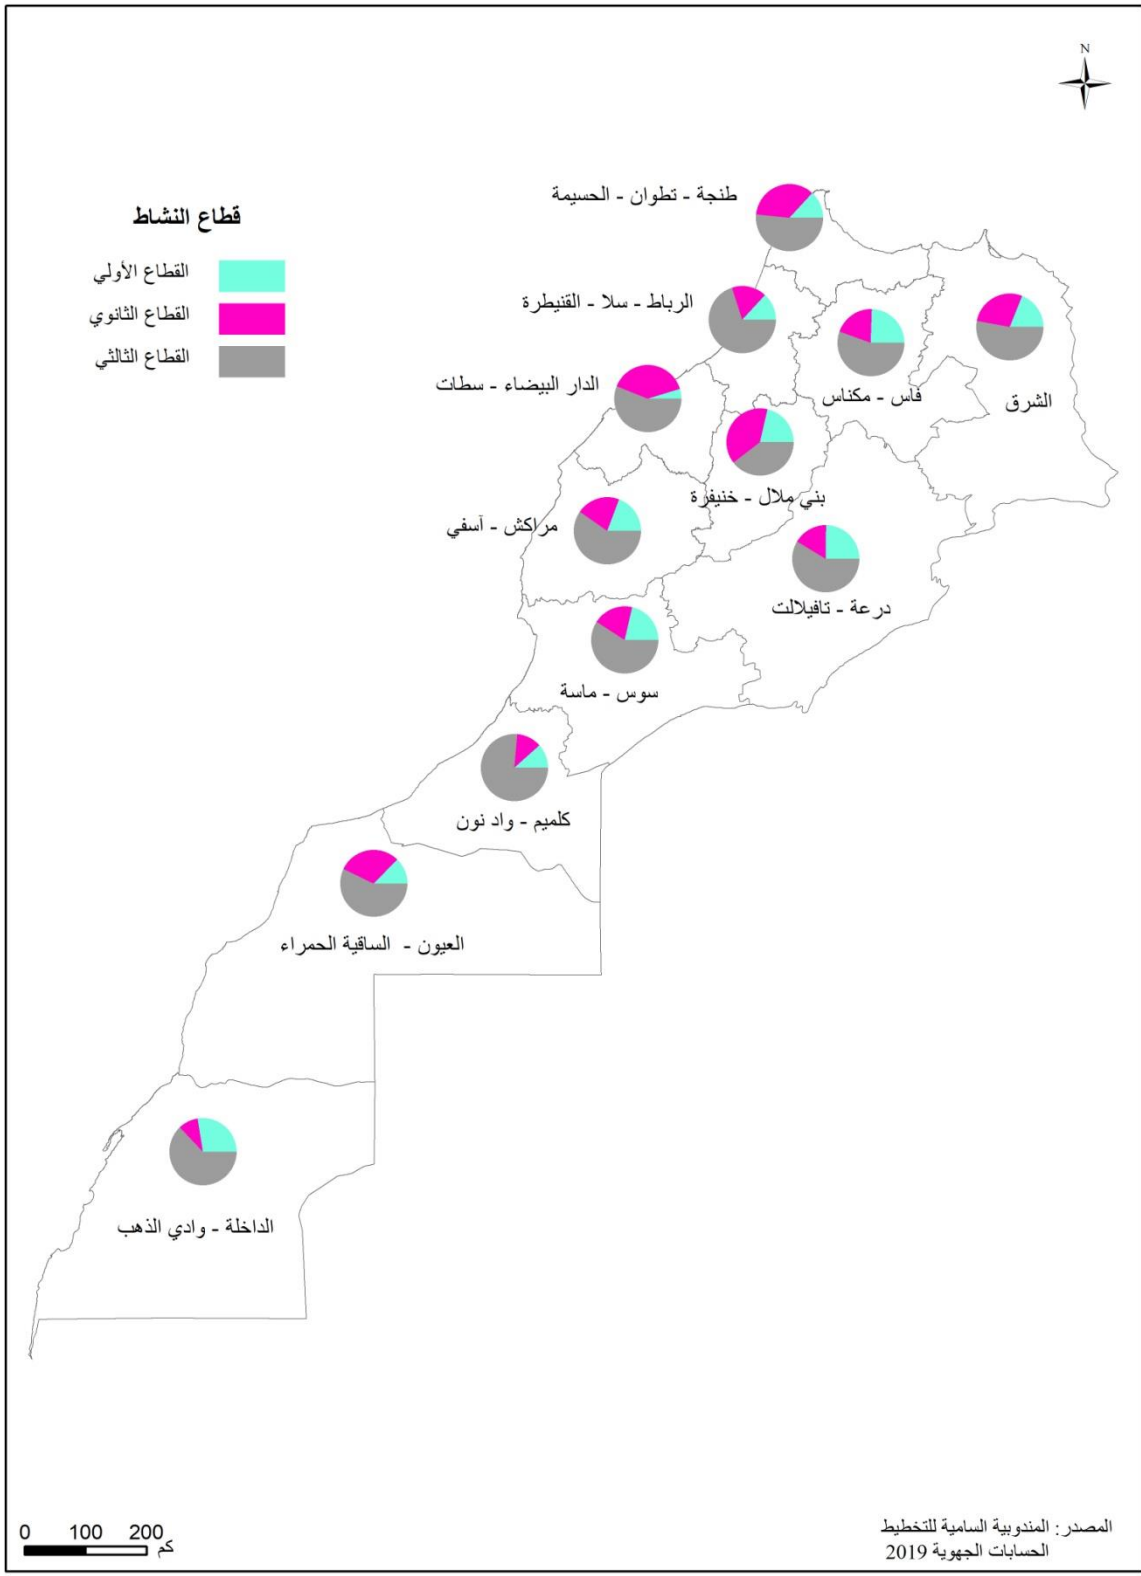 N
طنجة - تطوان - الحسيمة
قطاع النشاط
القطاع الأولي
القطاع الثانوي
القطاع الثالثي
الرباط - سلا - القنيطرة
الدار البيضاء - سطات
فاس - مكناس
الشرق
بني ملال - خنيفرة
مراكش - آسفي
درعة - تافيلالت
سوس - ماسة
كلميم - واد نون
العيون - الساقية الحمراء
الداخلة - وادي الذهب
0 100 200
كم
المصدر: المندوبية السامية للتخطيط
الحسابات الجهوية 2019